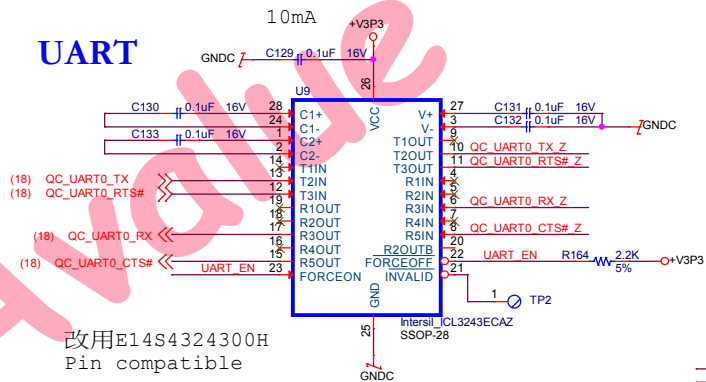 10mA
UART
+V3P3
GNDC
C129 0.1uF 16V
26
U9
VCC
C130 0.1uF 16V
28 C1+
24 C1-
C133 0.1uF 16V
1 C2+
2 C2-
14 T1IN
(18) QC_UART0_TX 13 T2IN
(18) QC_UART0_RTS# 12 T3IN
19 R1OUT
18 R2OUT
(18) QC_UART0_RX 17 R3OUT
16 R4OUT
(18) QC_UART0_CTS# 15 R5OUT
UART_EN 23 FORCEON
V+ 27 C131 0.1uF 16V
V- 3 C132 0.1uF 16V
GNDC
T1OUT 9
T2OUT 10 QC_UART0_TX_Z
T3OUT 11 QC_UART0_RTS#_Z
R1IN 4
R2IN 5
R3IN 6 QC_UART0_RX_Z
R4IN 7
R5IN 8 QC_UART0_CTS#_Z
R2OUTB 20
FORCEOFF 22 UART_EN R164 2.2K 5% +V3P3
INVALID 21
1 TP2
GND
25
Intersil_ICL3243ECAZ
SSOP-28
GNDC
改用E14S4324300H
Pin compatible
Avalue